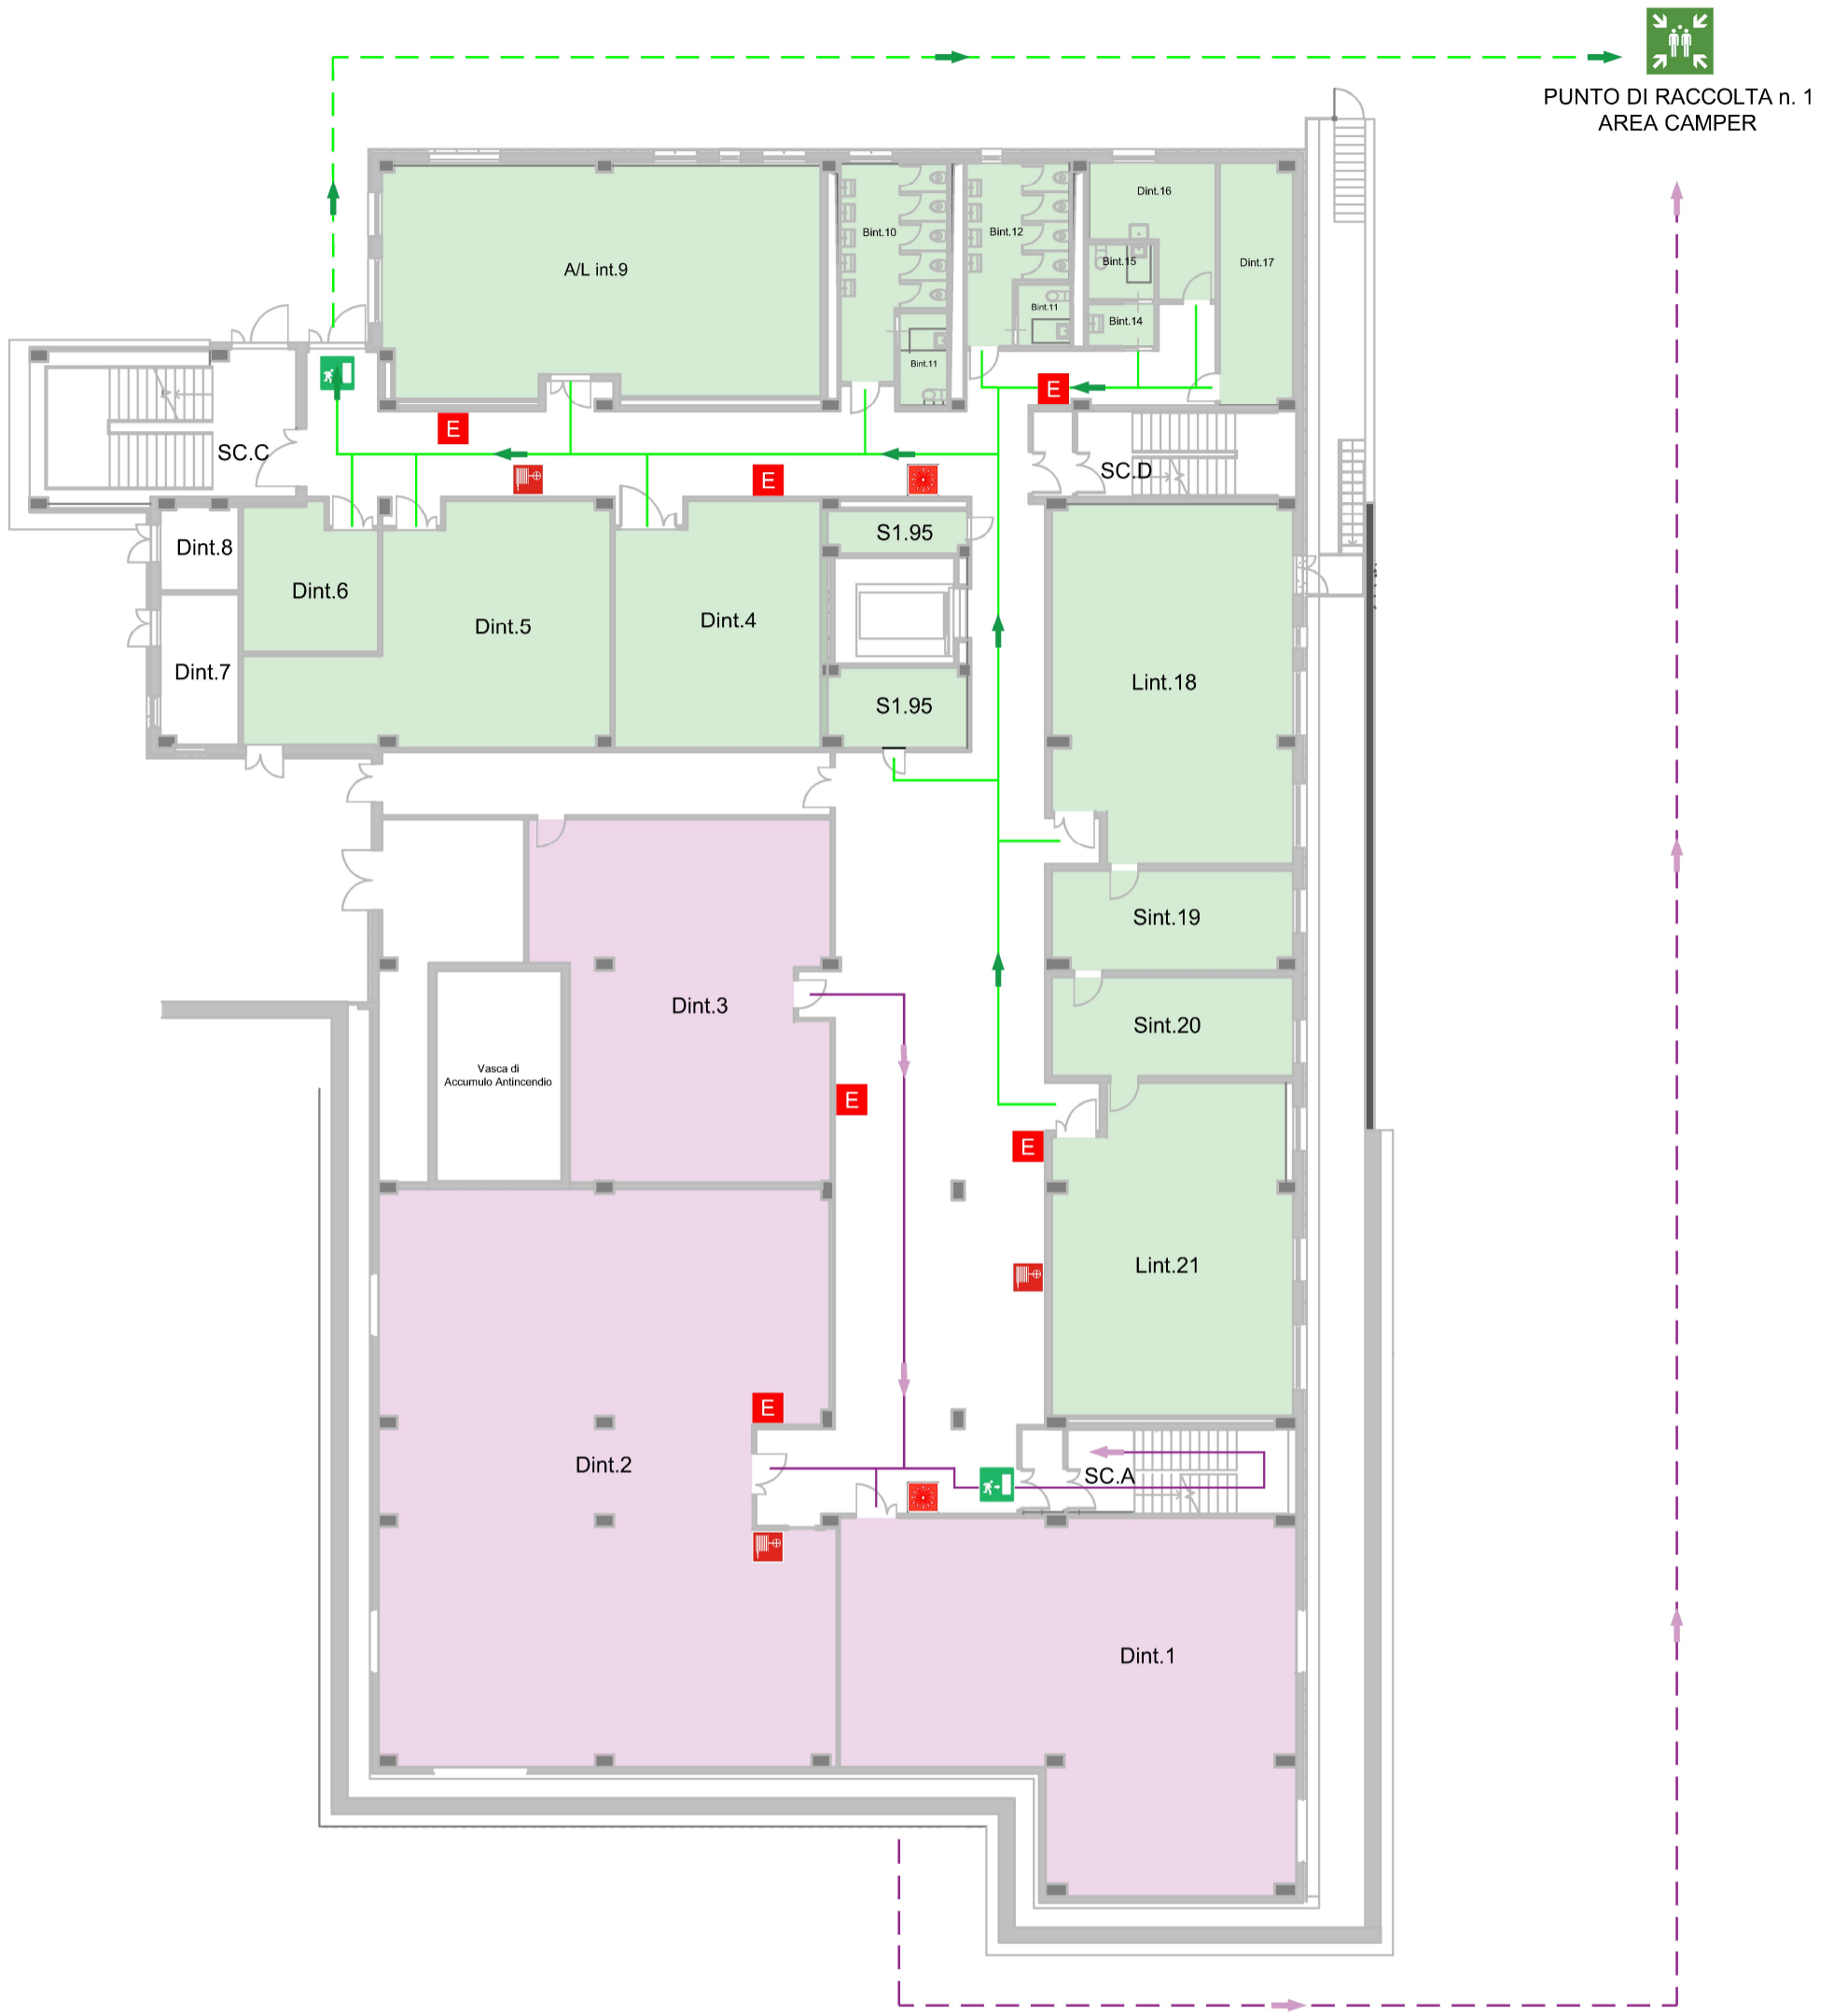 PUNTO DI RACCOLTA n. 1
AREA CAMPER
Dint.16
Bint.10
Bint.12
Bint.15
Dint.17
A/L int.9
Bint.11
Bint.14
Bint.11
E
E
SC.C
SC.D
E
Dint.8
S1.95
Dint.6
Dint.4
Dint.5
Dint.7
Lint.18
S1.95
Sint.19
Dint.3
Sint.20
Vasca di
Accumulo Antincendio
E
E
Lint.21
E
Dint.2
SC.A
Dint.1